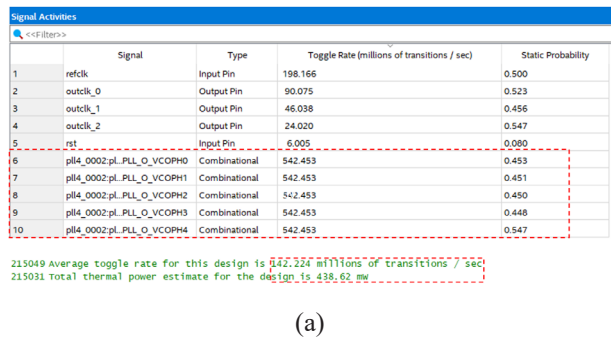 Signal Activities
<<Filter>>
Signal Type Toggle Rate (millions of transitions / sec) Static Probability
1 refclk Input Pin 198.166 0.500
2 outclk_0 Output Pin 90.075 0.523
3 outclk_1 Output Pin 46.038 0.456
4 outclk_2 Output Pin 24.020 0.547
5 rst Input Pin 6.005 0.080
6 pll4_0002:pl...PLL_O_VCOPH0 Combinational 542.453 0.453
7 pll4_0002:pl...PLL_O_VCOPH1 Combinational 542.453 0.451
8 pll4_0002:pl...PLL_O_VCOPH2 Combinational 542.453 0.450
9 pll4_0002:pl...PLL_O_VCOPH3 Combinational 542.453 0.448
10 pll4_0002:pl...PLL_O_VCOPH4 Combinational 542.453 0.547
215049 Average toggle rate for this design is 142.224 millions of transitions / sec
215031 Total thermal power estimate for the design is 438.62 mW
(a)